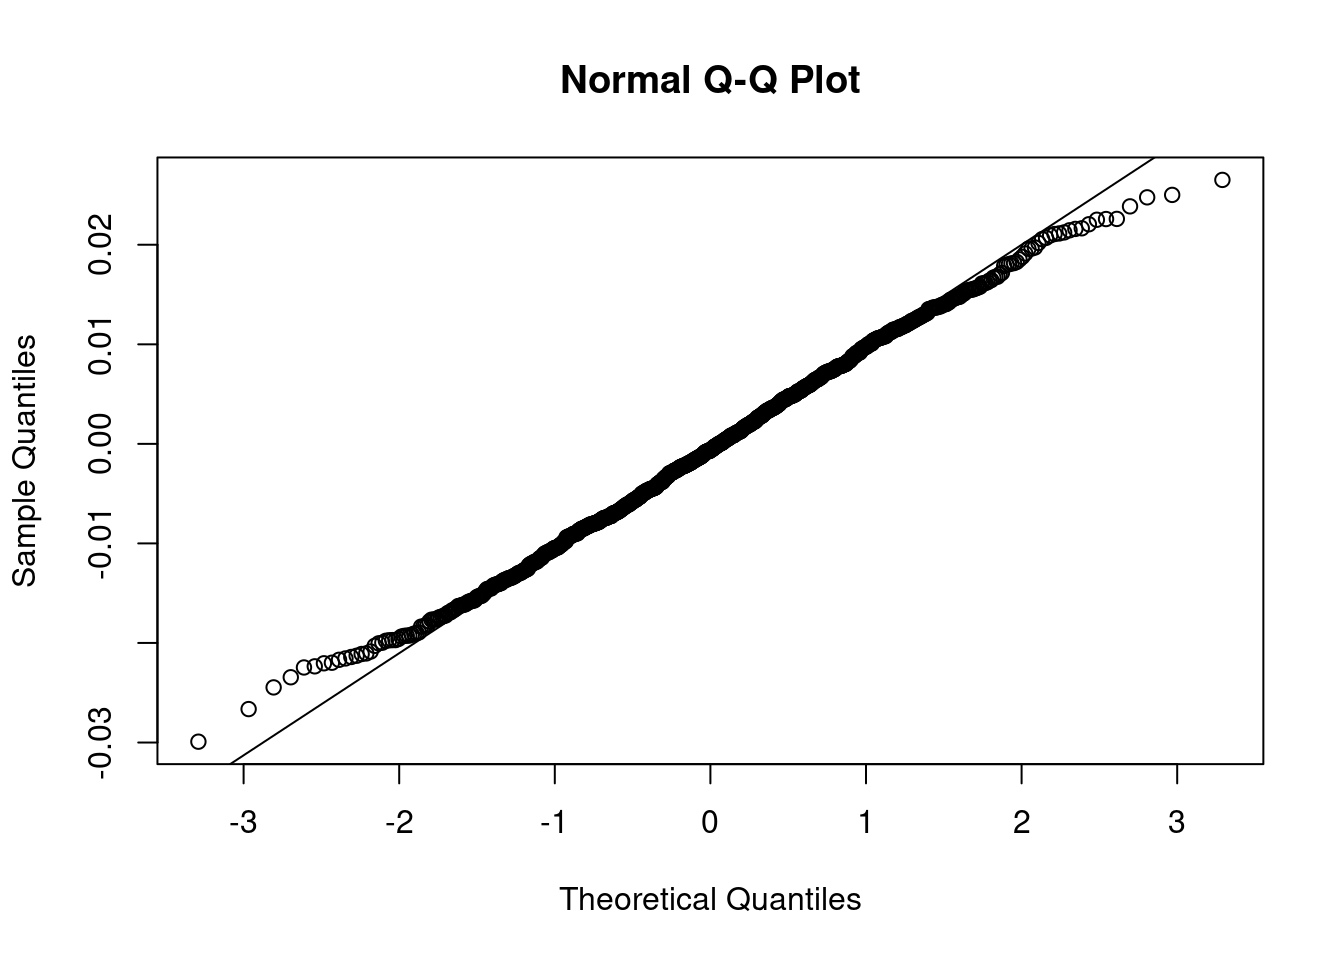 Normal Q-Q Plot
Sample Quantiles
0.02
0.01
0.00
-0.01
-0.03
-3 -2 -1 0 1 2 3
Theoretical Quantiles